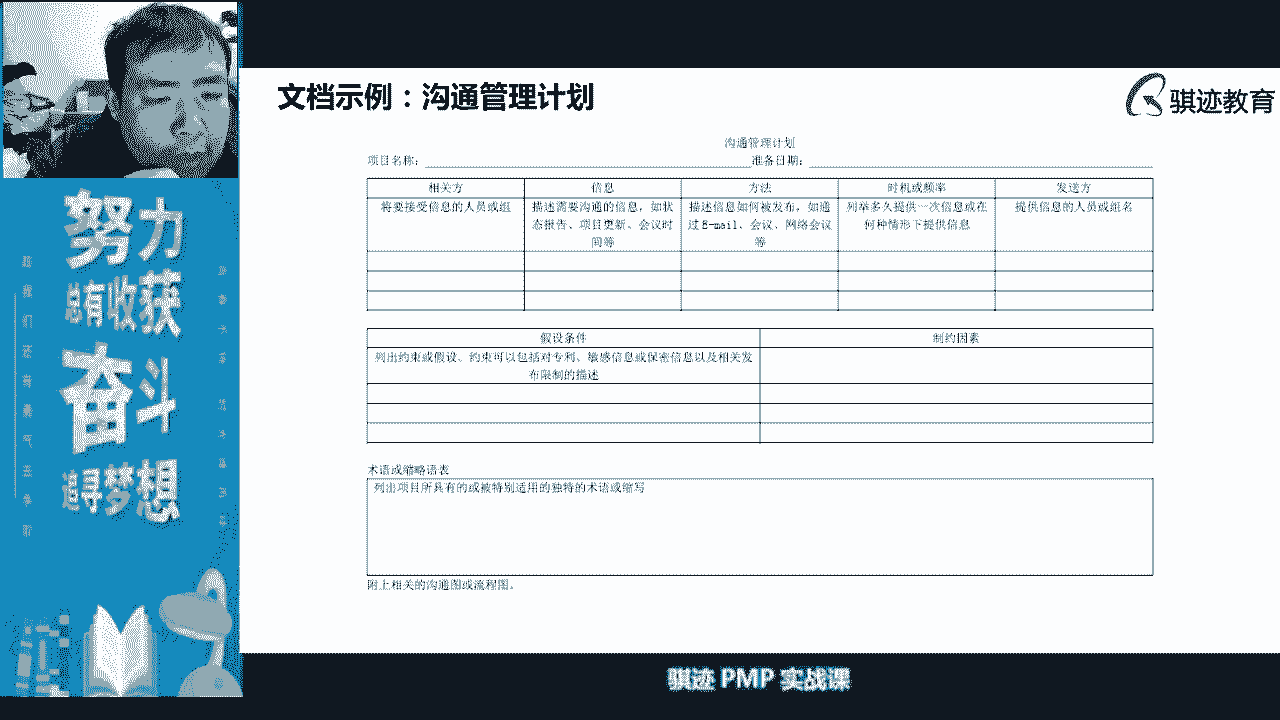 文档示例：沟通管理计划
骐迹教育
沟通管理计划
项目名称：
准备日期：
相关方
信息
方法
时机或频率
发送方
将要接受信息的人员或组
描述需要沟通的信息，如状
态报告、项目更新、会议时
间等
描述信息如何被发布，如通
过E-mail、会议、网络会议
等
列举多久提供一次信息或在
何种情形下提供信息
提供信息的人员或组名
假设条件
制约因素
列出约束或假设、约束可以包括对专利、敏感信息或保密信息以及相关发
布限制的描述
术语或缩略语表
列出项目所具有的或被特别适用的独特的术语或缩写
附上相关的沟通图或流程图。
努力
总有收获
奋斗
追寻梦想
骐迹 PMP 实战课